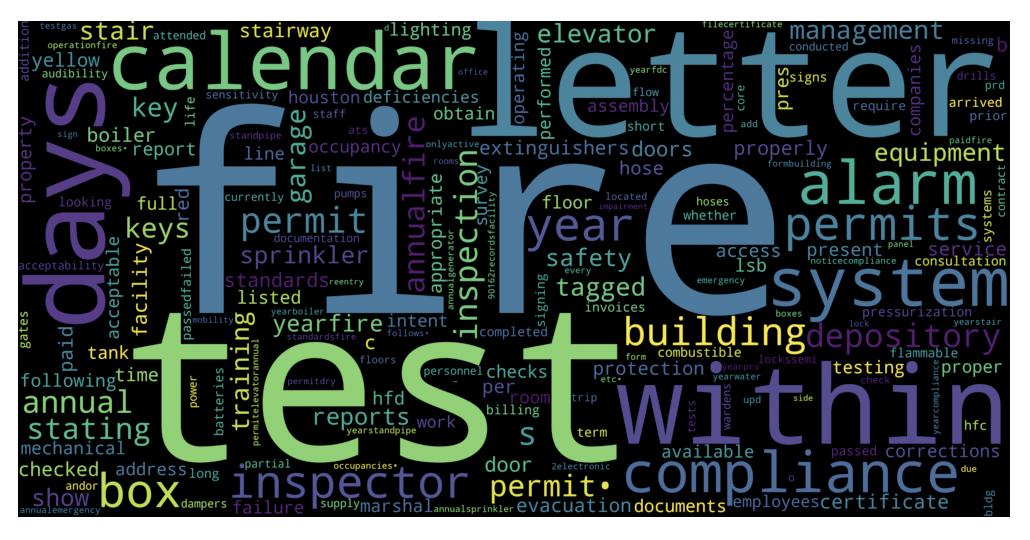 testgas
stair
attended
d
lighting
filecertificate
missing
b
addition
operationfire
stairway
elevator
management
conducted
yellow
calendar
letter
audibility
operating
yearfdc
signs
drills
office
performed
flow
percentage
pres
companies
prd
key
life
sensitivity
houston
deficiencies
assembly
core
require
arrived
days
staff
obtain
short
add
prior
property
sign
boiler
standpipe
ats
fire
boxes•
report
line
occupancy
onlyactive
extinguishers
doors
properly
formbuilding
paidfire
equipment
garage
list
rooms
hose
looking
currently
pumps
annualfire
survey
located
impairment
alarm
contract
full
red
permit
floor
hoses
whether
systems
keys
documentation
appropriate
inspection
year
permits
acceptability
acceptable
sprinkler
access
present
panel
service
facility
standards
reentry
annualgenerator
90162recordsfacility
safety
lsb
noticecompliance
consultation
every
emergency
system
passedfailed
mobility
yearboiler
listed
tagged
signing
invoices
boxes
pressurization
gates
standardsfire
yearfire
intent
follows•
completed
building
depository
lock
yearstair
paid
tank
c
test
floors
checks
personnel
-
form
combustible
flammable
following
time
training
permitelevatorannual
permitdry
etc•
protection
lockssemi
yearprv
testing
proper
power
batteries
hfd
per
room
trip
yearwater
check
annual
reports
work
billing
within
tests
wardens
upd
side
yearcompliance
stating
yearstandpipe
s
term
passed
hfc
mechanical
door
available
corrections
checked
address
long
partial
occupancies•
2electronic
compliance
o
due
andor
show
box
inspector
permit•
dampers
failure
supply
marshal
evacuation
documents
employees
certificate
annualemergency
annualsprinkler
bldg